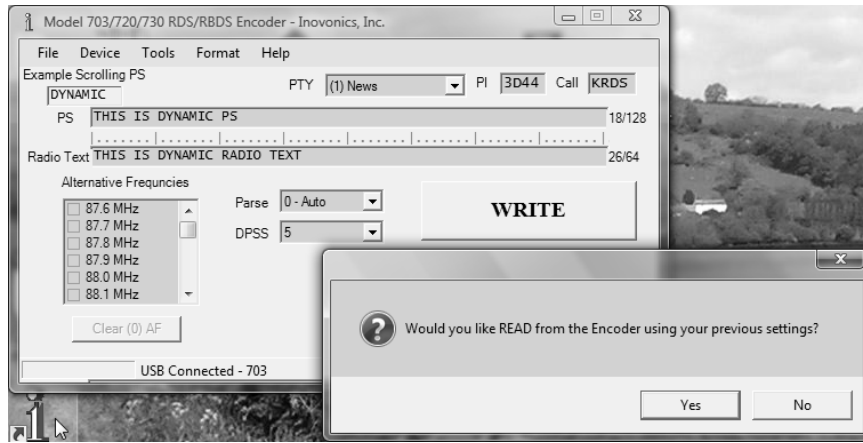 Model 703/720/730 RDS/RBDS Encoder - Inovonics, Inc.
File Device Tools Format Help
Example Scrolling PS
DYNAMIC
PTY (1) News PI 3D44 Call KRDS
PS THIS IS DYNAMIC PS 18/128
Radio Text THIS IS DYNAMIC RADIO TEXT 26/64
Alternative Frequncies
87.6 MHz
87.7 MHz
87.8 MHz
87.9 MHz
88.0 MHz
88.1 MHz
Parse 0 - Auto
DPSS 5
WRITE
Clear (0) AF
USB Connected - 703
Would you like READ from the Encoder using your previous settings?
Yes No